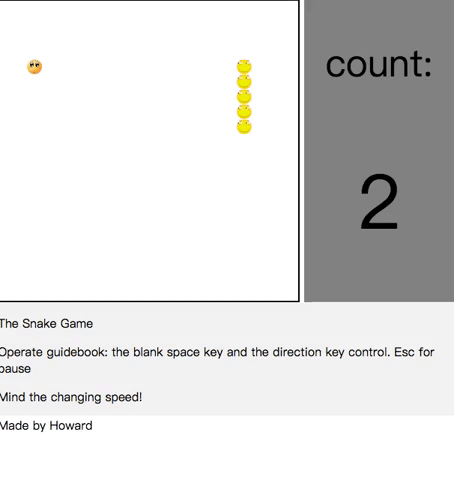 count:
2
The Snake Game
Operate guidebook: the blank space key and the direction key control. Esc for
pause
Mind the changing speed!
Made by Howard